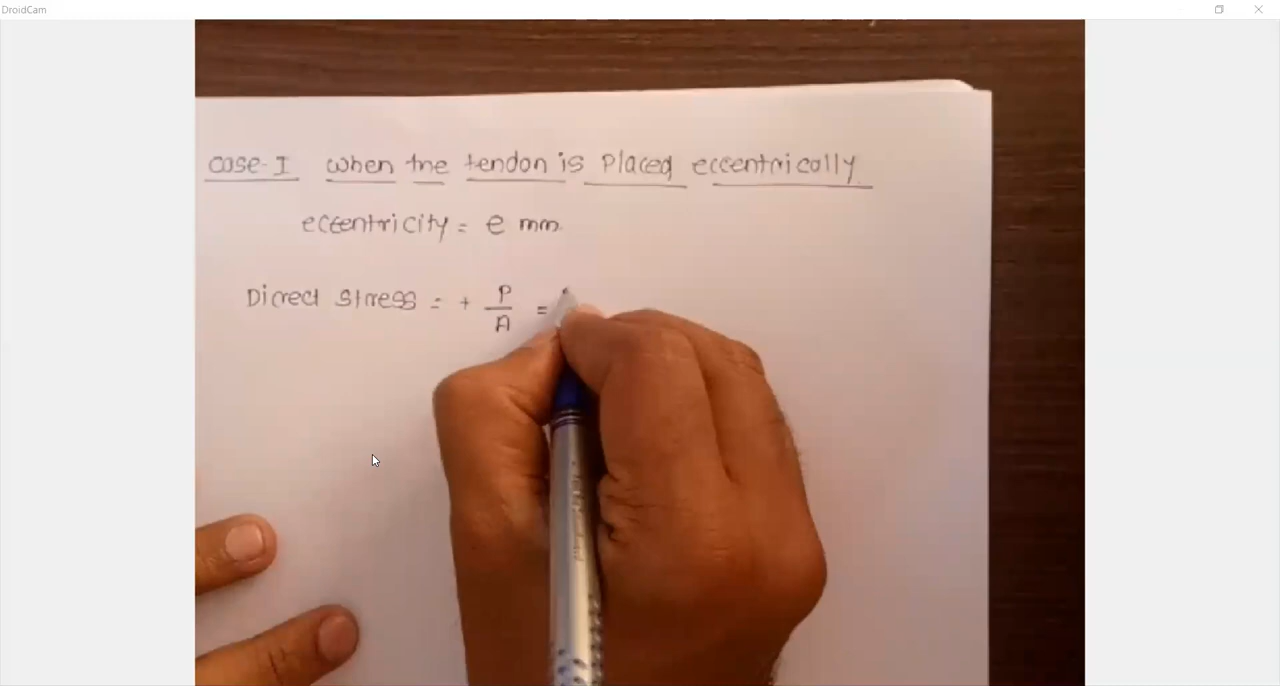 DroidCam
Case-I when the tendon is placed eccentrically
eccentricity = e mm.
Direct stress = + P/A =